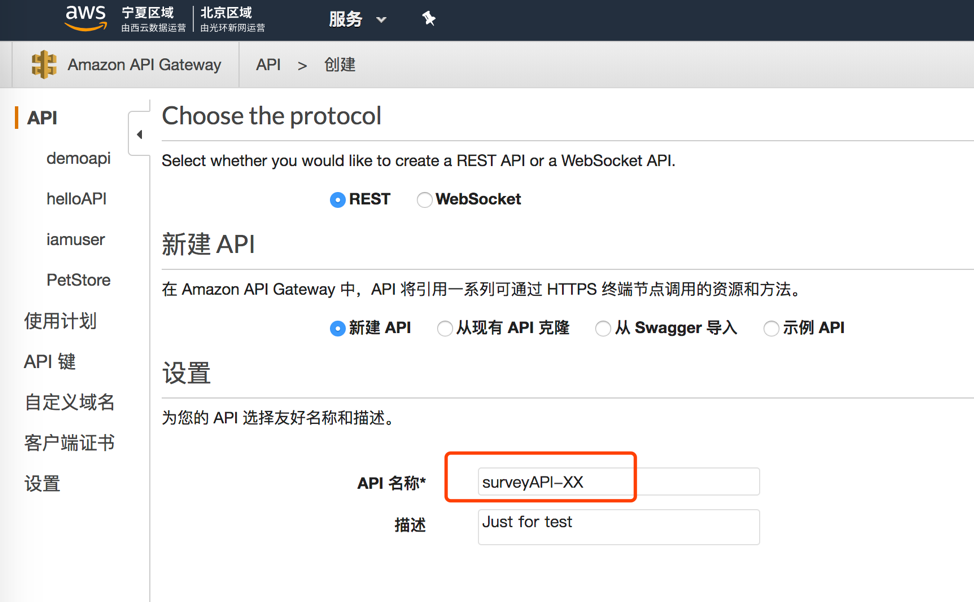 aws 宁夏区域 北京区域 服务
由西云数据运营 由光环新网运营
Amazon API Gateway API > 创建
API
demoapi
helloAPI
iamuser
PetStore
使用计划
API 键
自定义域名
客户端证书
设置
Choose the protocol
Select whether you would like to create a REST API or a WebSocket API.
REST WebSocket
新建 API
在 Amazon API Gateway 中，API 将引用一系列可通过 HTTPS 终端节点调用的资源和方法。
新建 API 从现有 API 克隆 从 Swagger 导入 示例 API
设置
为您的 API 选择友好名称和描述。
API 名称* surveyAPI-XX
描述 Just for test